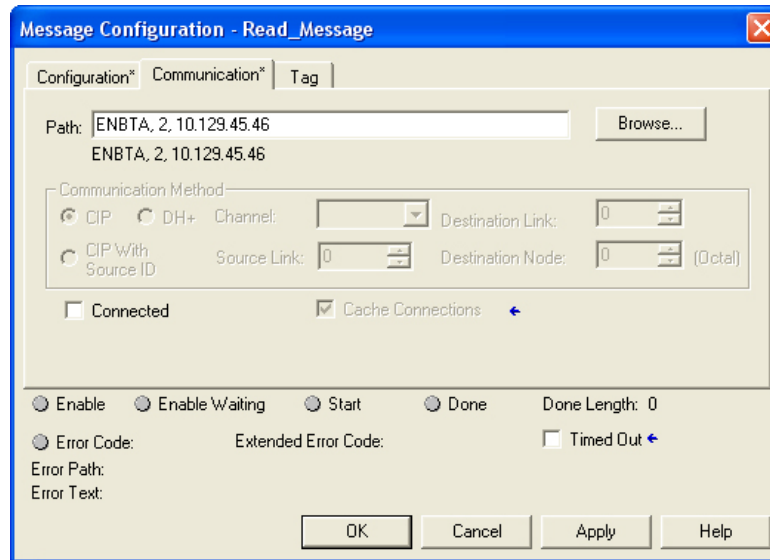 Message Configuration - Read_Message
Configuration* Communication* Tag
Path: ENBTA, 2, 10.129.45.46 Browse...
ENBTA, 2, 10.129.45.46
Communication Method
CIP DH+ Channel: Destination Link: 0
CIP With Source ID Source Link: 0 Destination Node: 0 (Octal)
Connected Cache Connections
Enable Enable Waiting Start Done Done Length: 0
Error Code: Extended Error Code: Timed Out
Error Path:
Error Text:
OK Cancel Apply Help